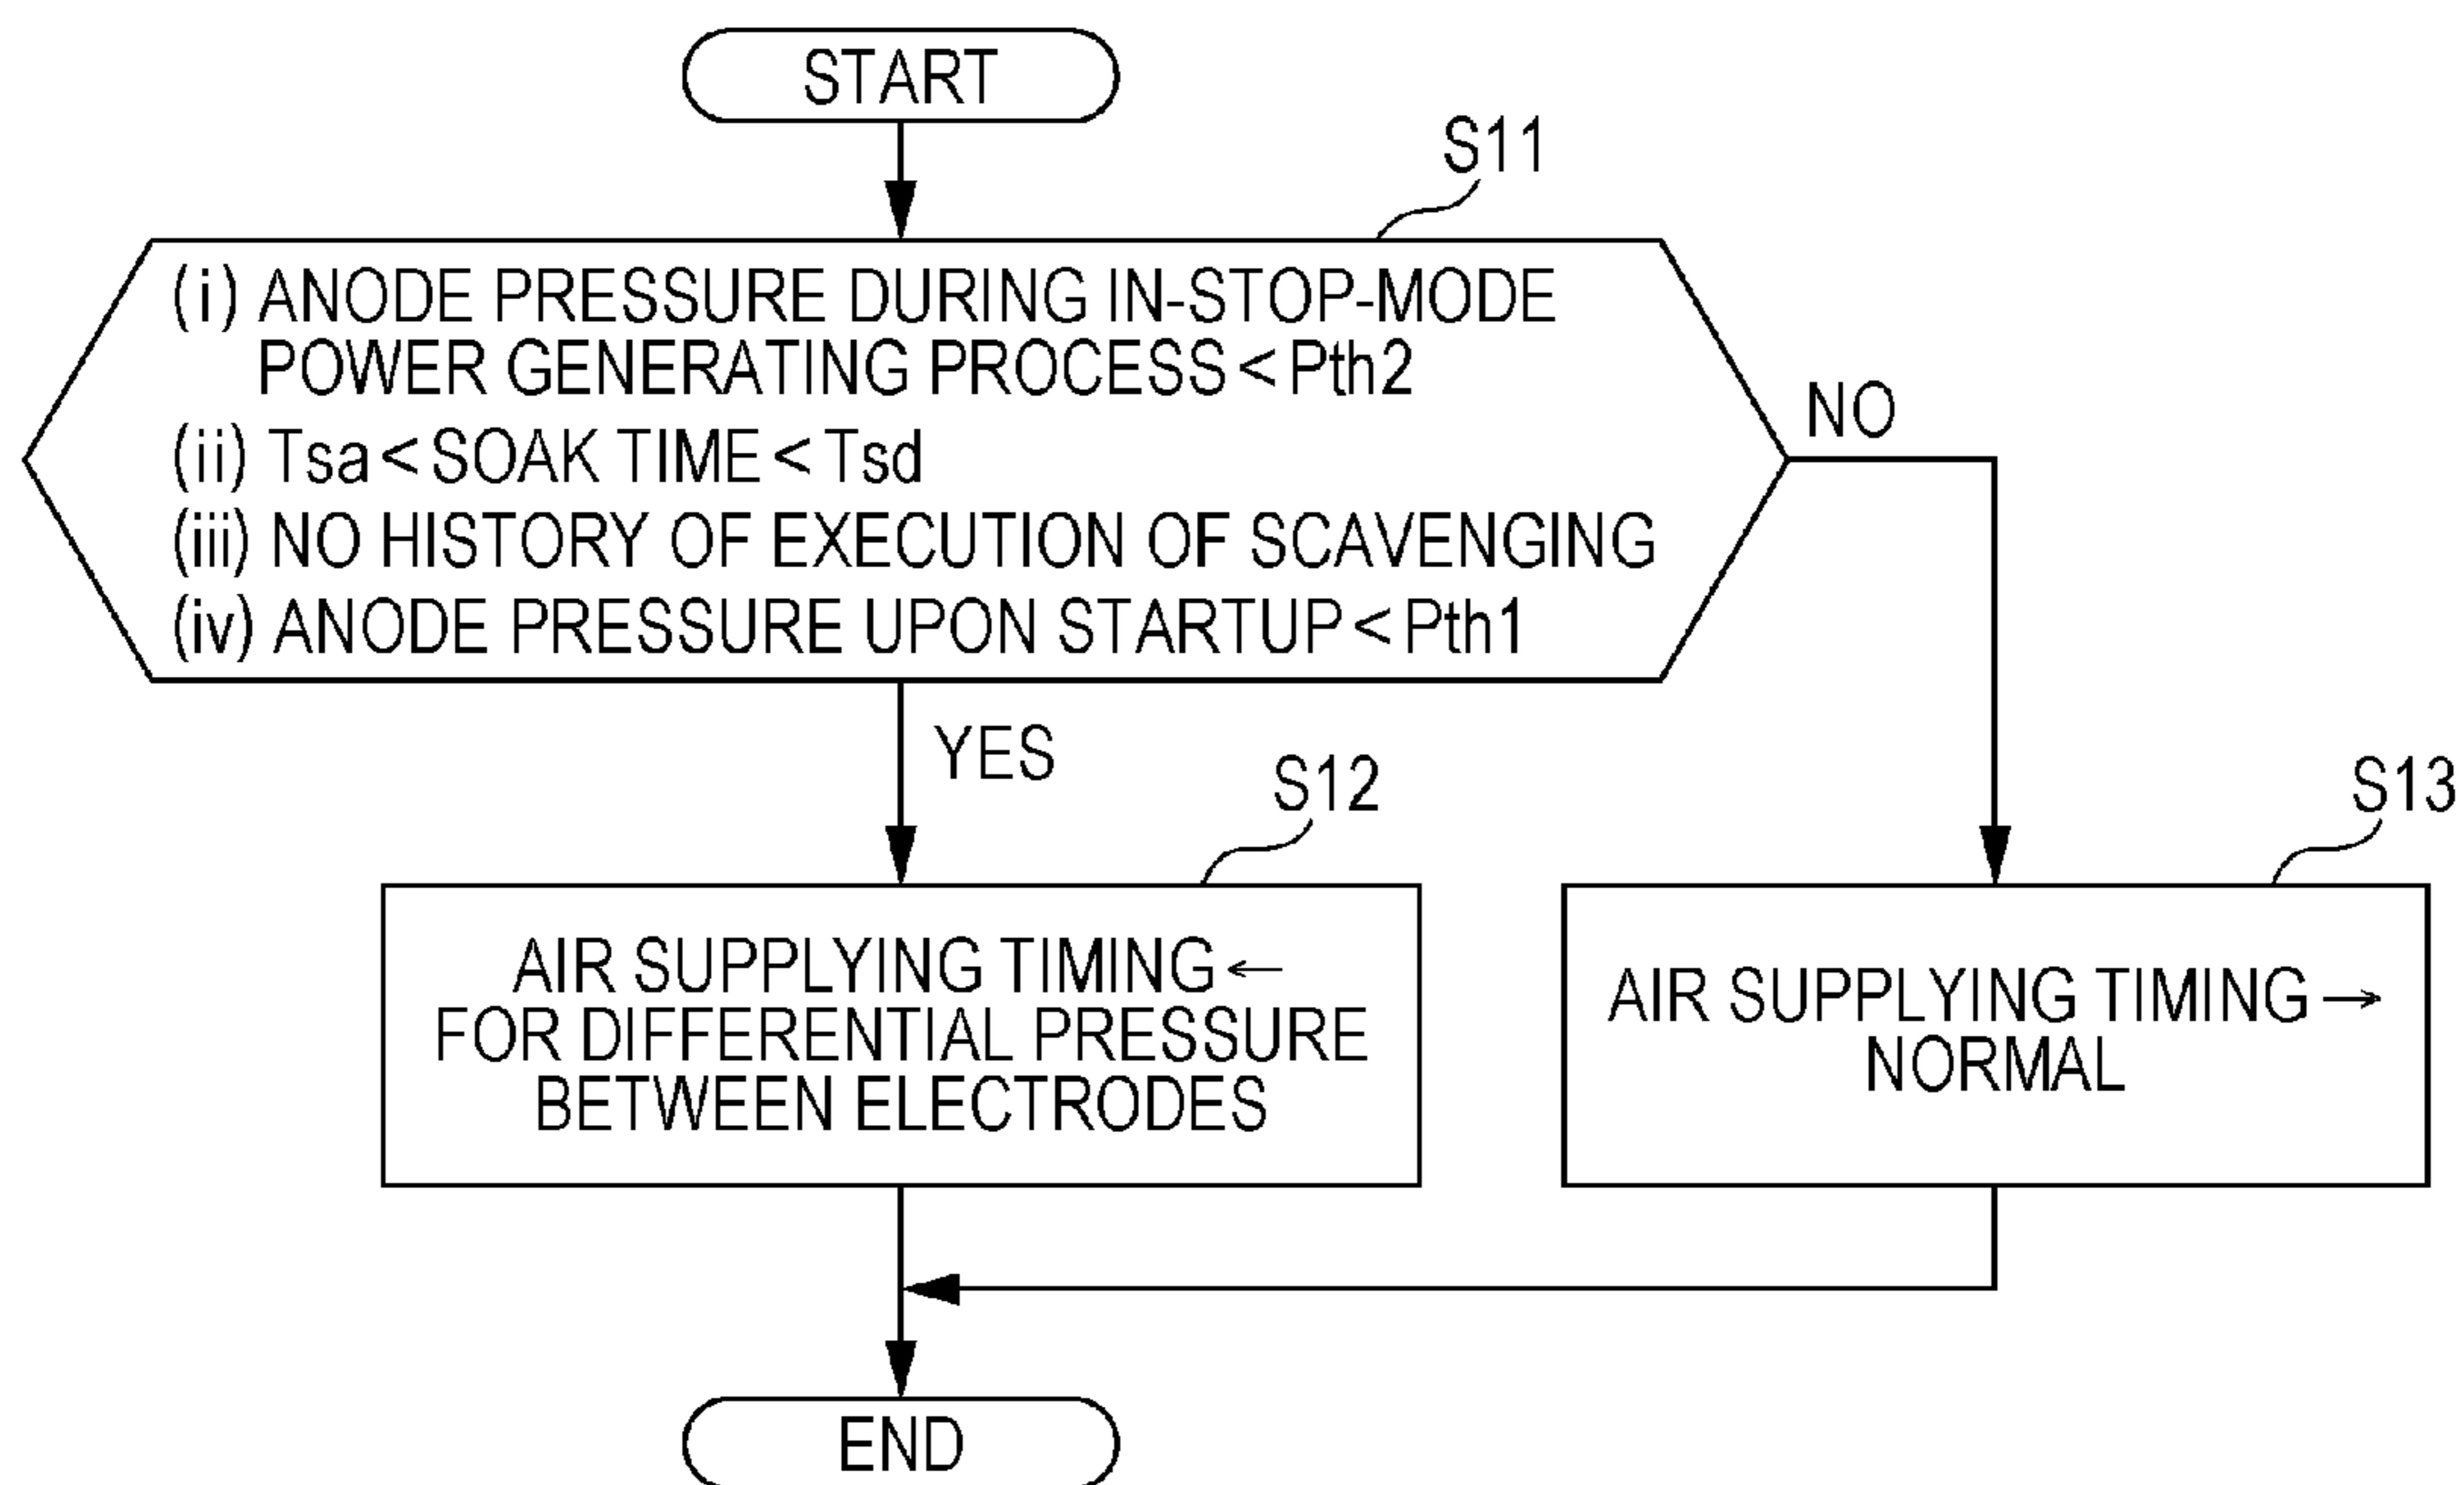 START
S11
(i) ANODE PRESSURE DURING IN-STOP-MODE
POWER GENERATING PROCESS < Pth2
(ii) Tsa < SOAK TIME < Tsd
(iii) NO HISTORY OF EXECUTION OF SCAVENGING
(iv) ANODE PRESSURE UPON STARTUP < Pth1
NO
YES
S12
AIR SUPPLYING TIMING ←
FOR DIFFERENTIAL PRESSURE
BETWEEN ELECTRODES
S13
AIR SUPPLYING TIMING →
NORMAL
END